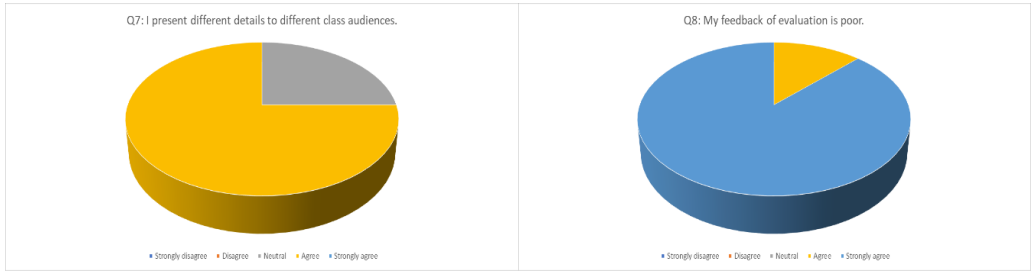 Q7: I present different details to different class audiences.
Strongly disagree Disagree Neutral Agree Strongly agree
Q8: My feedback of evaluation is poor.
Strongly disagree Disagree Neutral Agree Strongly agree